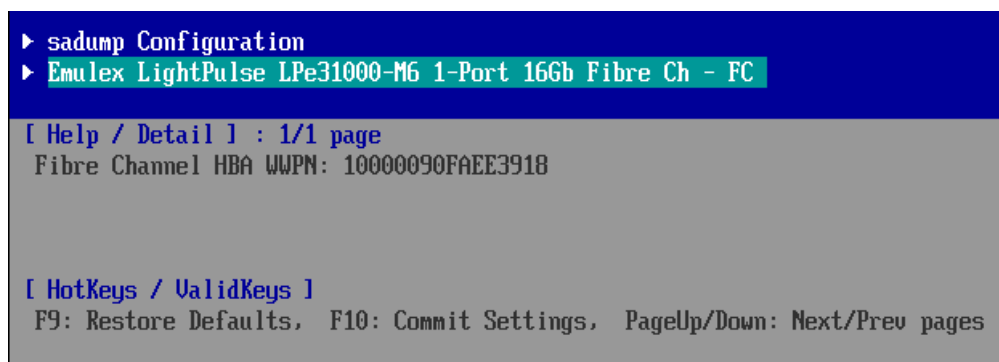 ▶ sadump Configuration
▶ Emulex LightPulse LPe31000-M6 1-Port 16Gb Fibre Ch - FC
[ Help / Detail ] : 1/1 page
Fibre Channel HBA WWPN: 10000090FAEE3918
[ HotKeys / ValidKeys ]
F9: Restore Defaults, F10: Commit Settings, PageUp/Down: Next/Prev pages